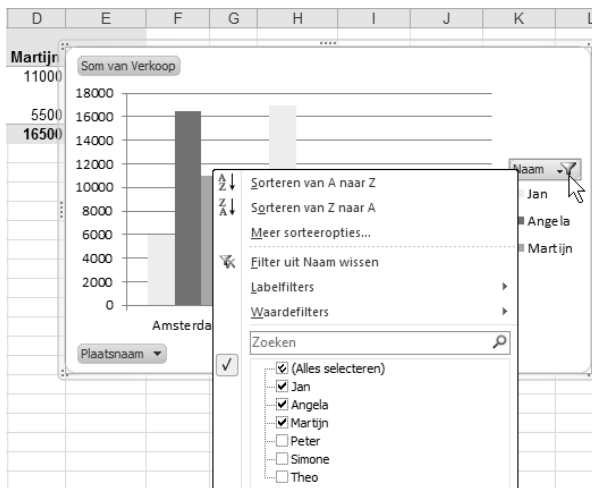 D E F G H I J K L
Martijn
11000
5500
16500
Som van Verkoop
18000
16000
14000
12000
10000
8000
6000
4000
2000
0
Plaatsnaam
Naam
Jan
Angela
Martijn
Sorteren van A naar Z
Sorteren van Z naar A
Meer sorteeropties...
Filter uit Naam wissen
Labelfilters
Waardefilters
Zoeken
(Alles selecteren)
Jan
Angela
Martijn
Peter
Simone
Theo